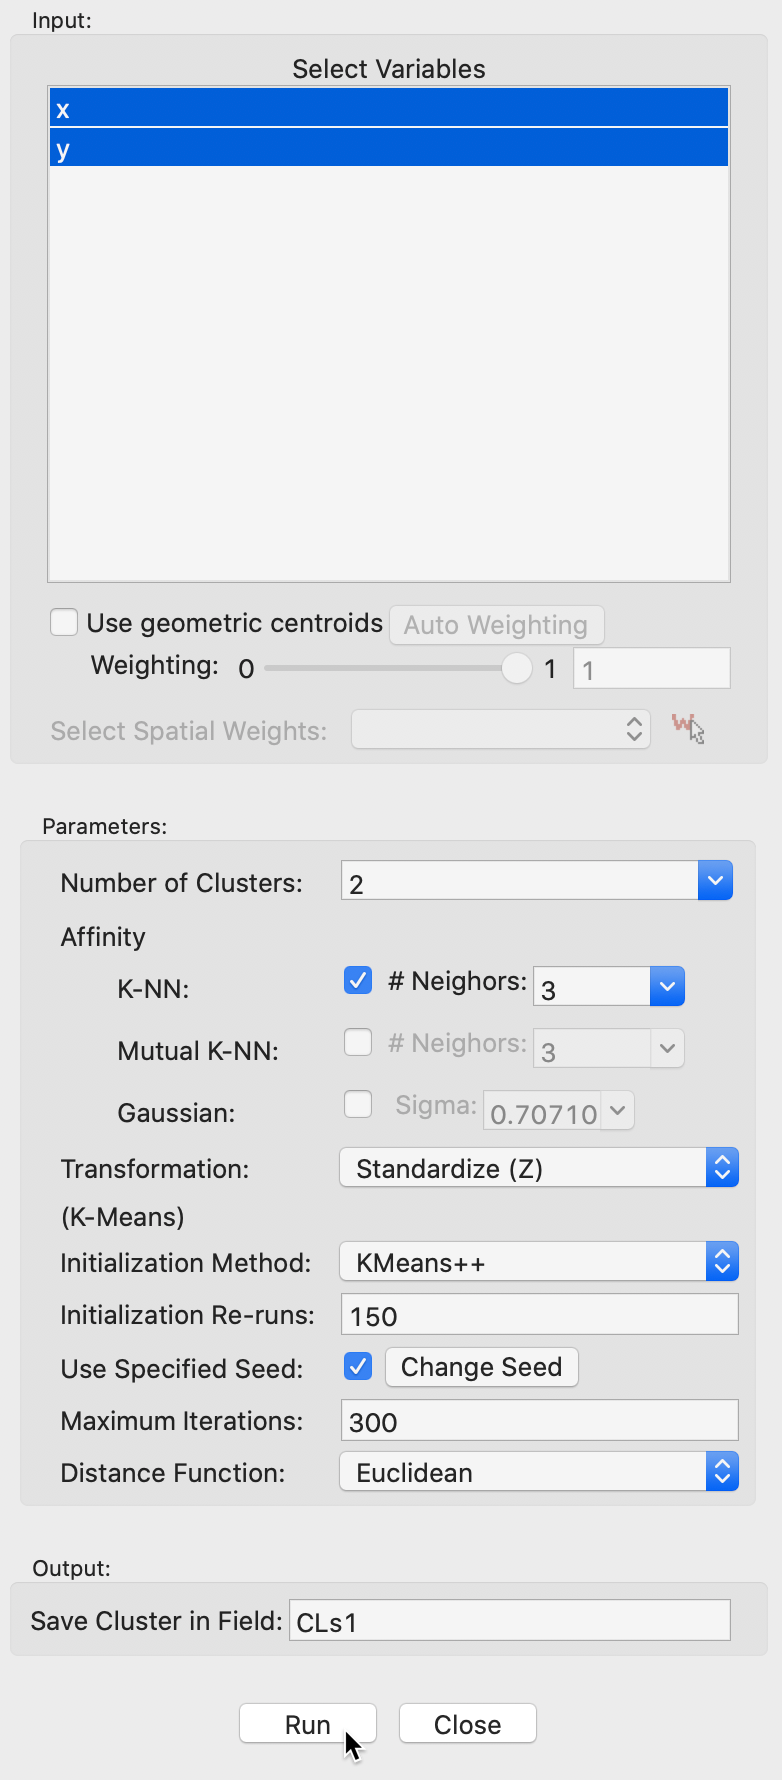 Input:
Select Variables
x
y
Use geometric centroids Auto Weighting
Weighting: 0 1 1
Select Spatial Weights: W
Parameters:
Number of Clusters: 2
Affinity
K-NN: # Neighors: 3
Mutual K-NN: # Neighors: 3
Gaussian: Sigma: 0.70710
Transformation: Standardize (Z)
(K-Means)
Initialization Method: KMeans++
Initialization Re-runs: 150
Use Specified Seed: Change Seed
Maximum Iterations: 300
Distance Function: Euclidean
Output:
Save Cluster in Field: CLs1
Run Close